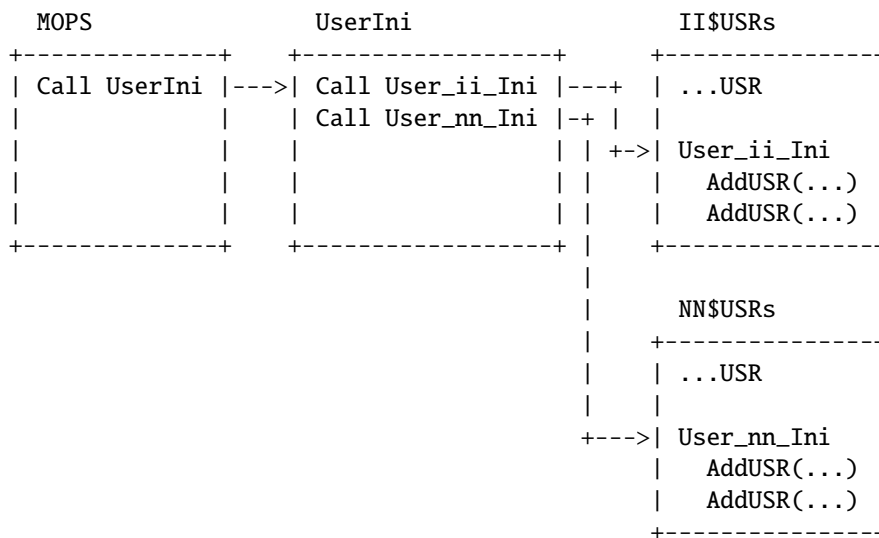 MOPS UserIni II$USRs
Call UserIni Call User_ii_Ini ...USR
Call User_nn_Ini
User_ii_Ini
AddUSR(...)
AddUSR(...)
NN$USRs
...USR
User_nn_Ini
AddUSR(...)
AddUSR(...)